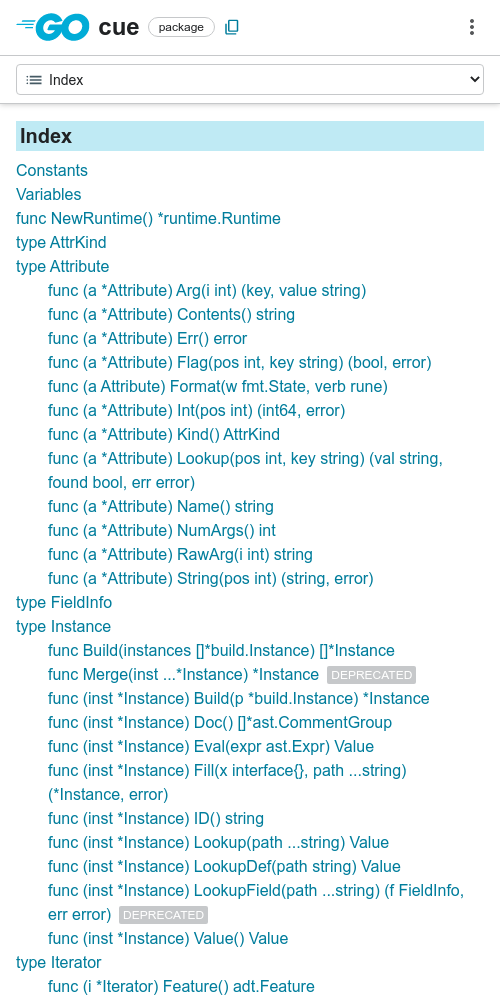 GO cue package
Index
Index
Constants
Variables
func NewRuntime() *runtime.Runtime
type AttrKind
type Attribute
func (a *Attribute) Arg(i int) (key, value string)
func (a *Attribute) Contents() string
func (a *Attribute) Err() error
func (a *Attribute) Flag(pos int, key string) (bool, error)
func (a Attribute) Format(w fmt.State, verb rune)
func (a *Attribute) Int(pos int) (int64, error)
func (a *Attribute) Kind() AttrKind
func (a *Attribute) Lookup(pos int, key string) (val string,
found bool, err error)
func (a *Attribute) Name() string
func (a *Attribute) NumArgs() int
func (a *Attribute) RawArg(i int) string
func (a *Attribute) String(pos int) (string, error)
type FieldInfo
type Instance
func Build(instances []*build.Instance) []*Instance
func Merge(inst ...*Instance) *Instance DEPRECATED
func (inst *Instance) Build(p *build.Instance) *Instance
func (inst *Instance) Doc() []*ast.CommentGroup
func (inst *Instance) Eval(expr ast.Expr) Value
func (inst *Instance) Fill(x interface{}, path ...string)
(*Instance, error)
func (inst *Instance) ID() string
func (inst *Instance) Lookup(path ...string) Value
func (inst *Instance) LookupDef(path string) Value
func (inst *Instance) LookupField(path ...string) (f FieldInfo,
err error) DEPRECATED
func (inst *Instance) Value() Value
type Iterator
func (i *Iterator) Feature() adt.Feature